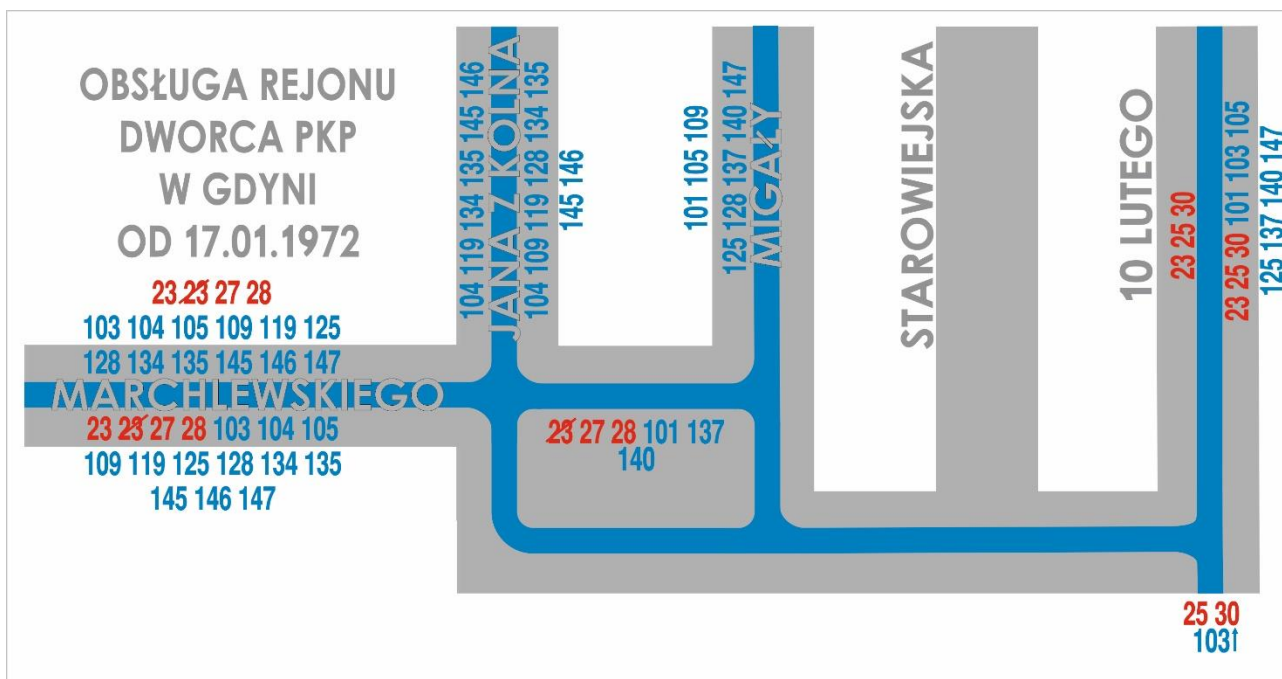 OBSŁUGA REJONU
DWORCA PKP
W GDYNI
OD 17.01.1972
23 23 27 28
103 104 105 109 119 125
128 134 135 145 146 147
MARCHLEWSKIEGO
23 23 27 28 103 104 105
109 119 125 128 134 135
145 146 147
104 119 134 135 145 146
JANA Z KOLNA
104 109 119 128 134 135
145 146
23 27 28 101 137
140
101 105 109
125 128 137 140 147
MIGAŁY
STAROWIEJSKA
10 LUTEGO
23 25 30
23 25 30 101 103 105
125 137 140 147
25 30
103↑